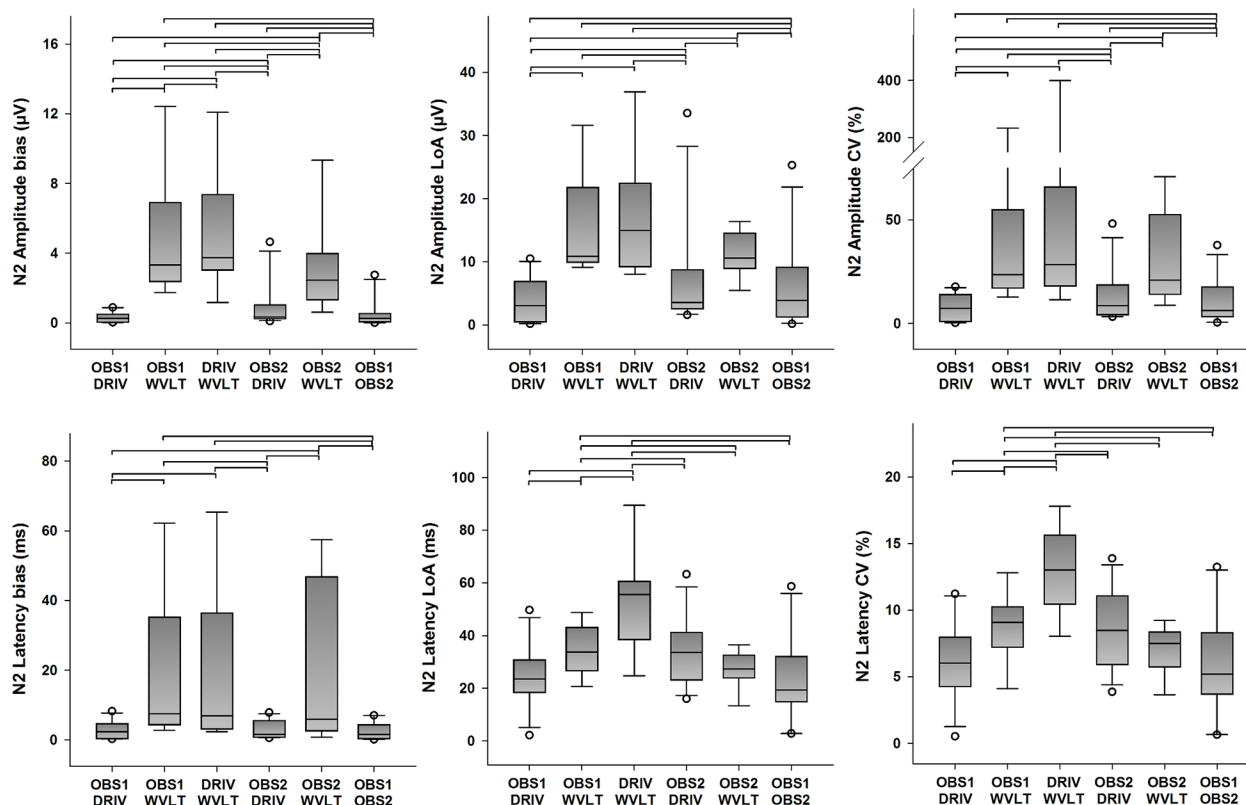 N2 Amplitude bias (µV)
16
12
8
4
0
OBS1 OBS1 DRIV OBS2 OBS2 OBS1
DRIV WVLT WVLT DRIV WVLT OBS2
N2 Amplitude LoA (µV)
40
30
20
10
0
OBS1 OBS1 DRIV OBS2 OBS2 OBS1
DRIV WVLT WVLT DRIV WVLT OBS2
N2 Amplitude CV (%)
400
200
50
0
OBS1 OBS1 DRIV OBS2 OBS2 OBS1
DRIV WVLT WVLT DRIV WVLT OBS2
N2 Latency bias (ms)
80
60
40
20
0
OBS1 OBS1 DRIV OBS2 OBS2 OBS1
DRIV WVLT WVLT DRIV WVLT OBS2
N2 Latency LoA (ms)
100
80
60
40
20
0
OBS1 OBS1 DRIV OBS2 OBS2 OBS1
DRIV WVLT WVLT DRIV WVLT OBS2
N2 Latency CV (%)
20
15
10
5
0
OBS1 OBS1 DRIV OBS2 OBS2 OBS1
DRIV WVLT WVLT DRIV WVLT OBS2